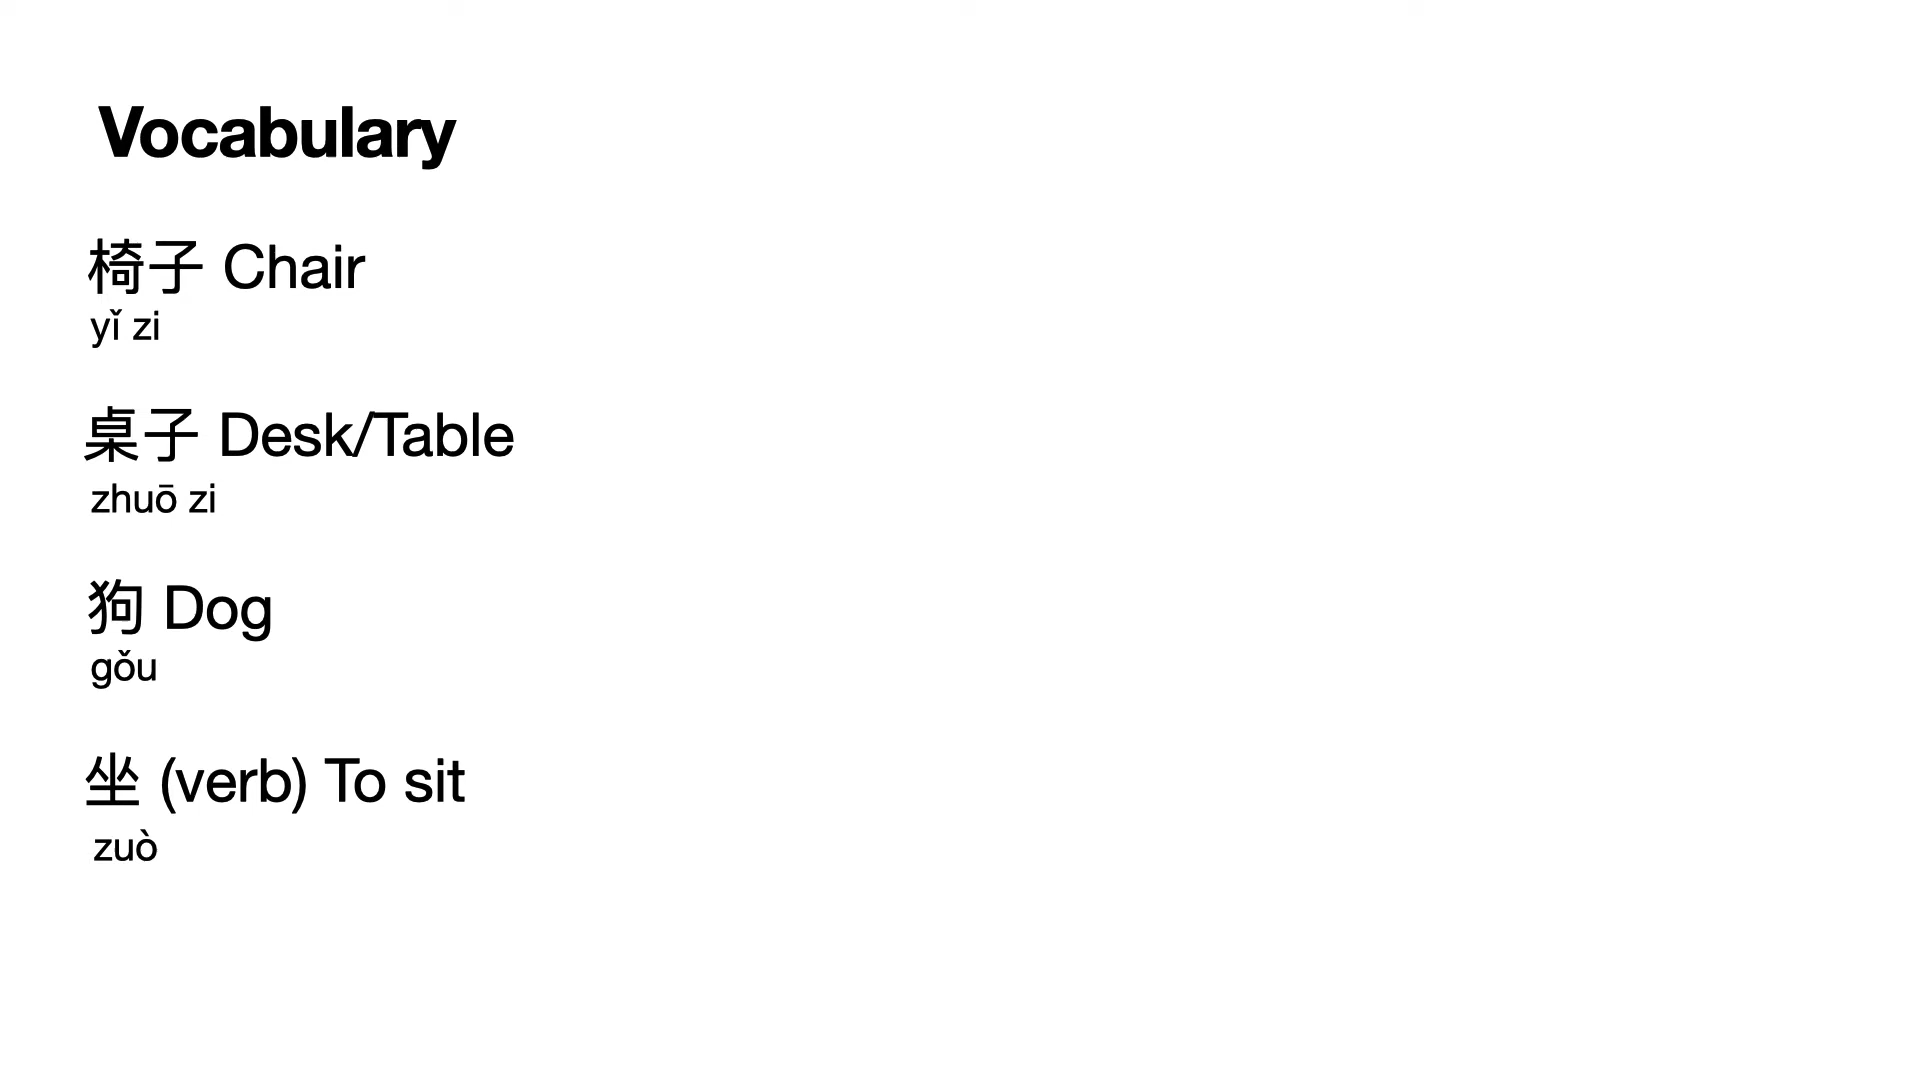 Vocabulary
椅子 Chair
yǐ zi
桌子 Desk/Table
zhuō zi
狗 Dog
gǒu
坐 (verb) To sit
zuò